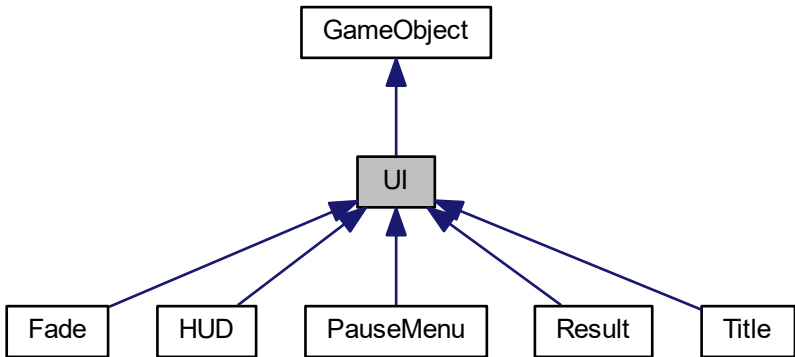 GameObject
UI
Fade
HUD
PauseMenu
Result
Title